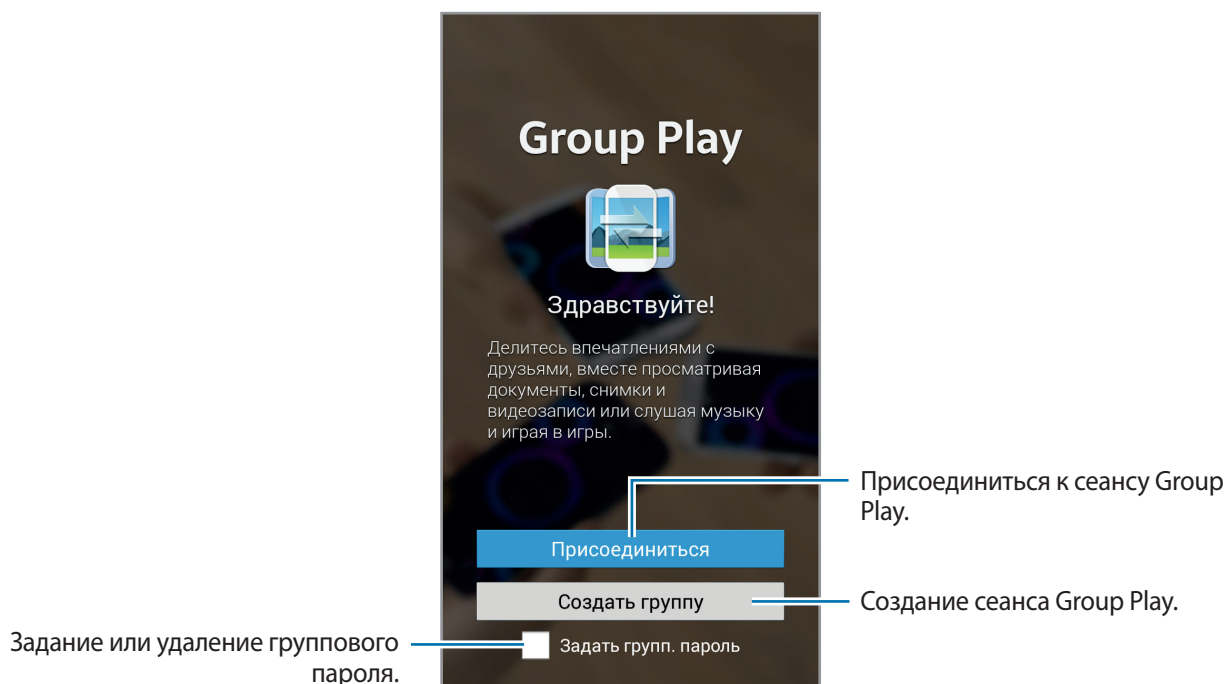 Group Play
Здравствуйте!
Делитесь впечатлениями с
друзьями, вместе просматривая
документы, снимки и
видеозаписи или слушая музыку
и играя в игры.
Присоединиться к сеансу Group
Play.
Присоединиться
Создать группу
Создание сеанса Group Play.
Задание или удаление группового
пароля.
Задать групп. пароль